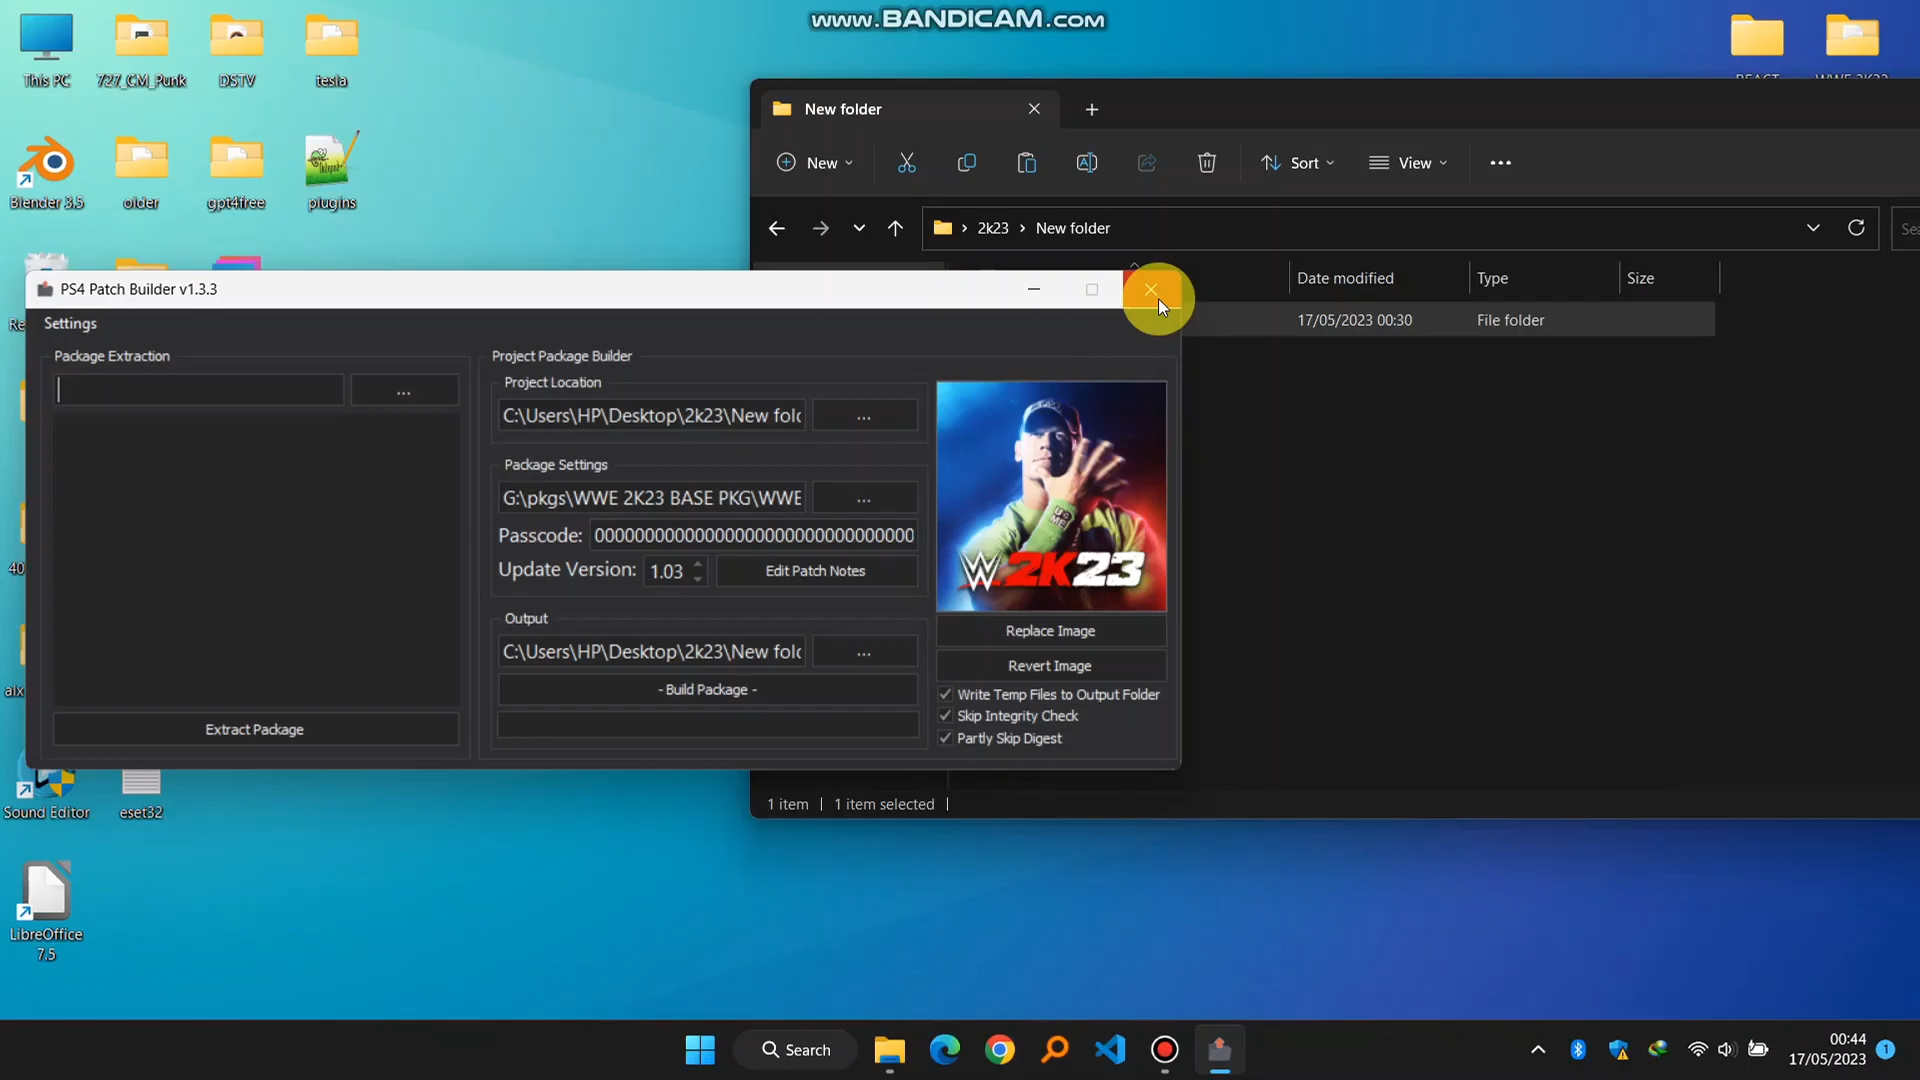 www.BANDICAM.com
This PC
727_CM_Punk
DSTV
tesla
Blender 3.5
older
gpt4free
plugins
New folder
New
Sort
View
2k23 › New folder
Date modified
Type
Size
17/05/2023 00:30
File folder
PS4 Patch Builder v1.3.3
Settings
Package Extraction
...
Extract Package
Project Package Builder
Project Location
C:\Users\HP\Desktop\2k23\New fold
...
Package Settings
G:\pkgs\WWE 2K23 BASE PKG\WWE
...
Passcode: 00000000000000000000000000000000
Update Version: 1.03
Edit Patch Notes
Output
C:\Users\HP\Desktop\2k23\New fold
...
- Build Package -
2K23
Replace Image
Revert Image
Write Temp Files to Output Folder
Skip Integrity Check
Partly Skip Digest
1 item
1 item selected
Sound Editor
eset32
LibreOffice
7.5
Search
00:44
17/05/2023
1